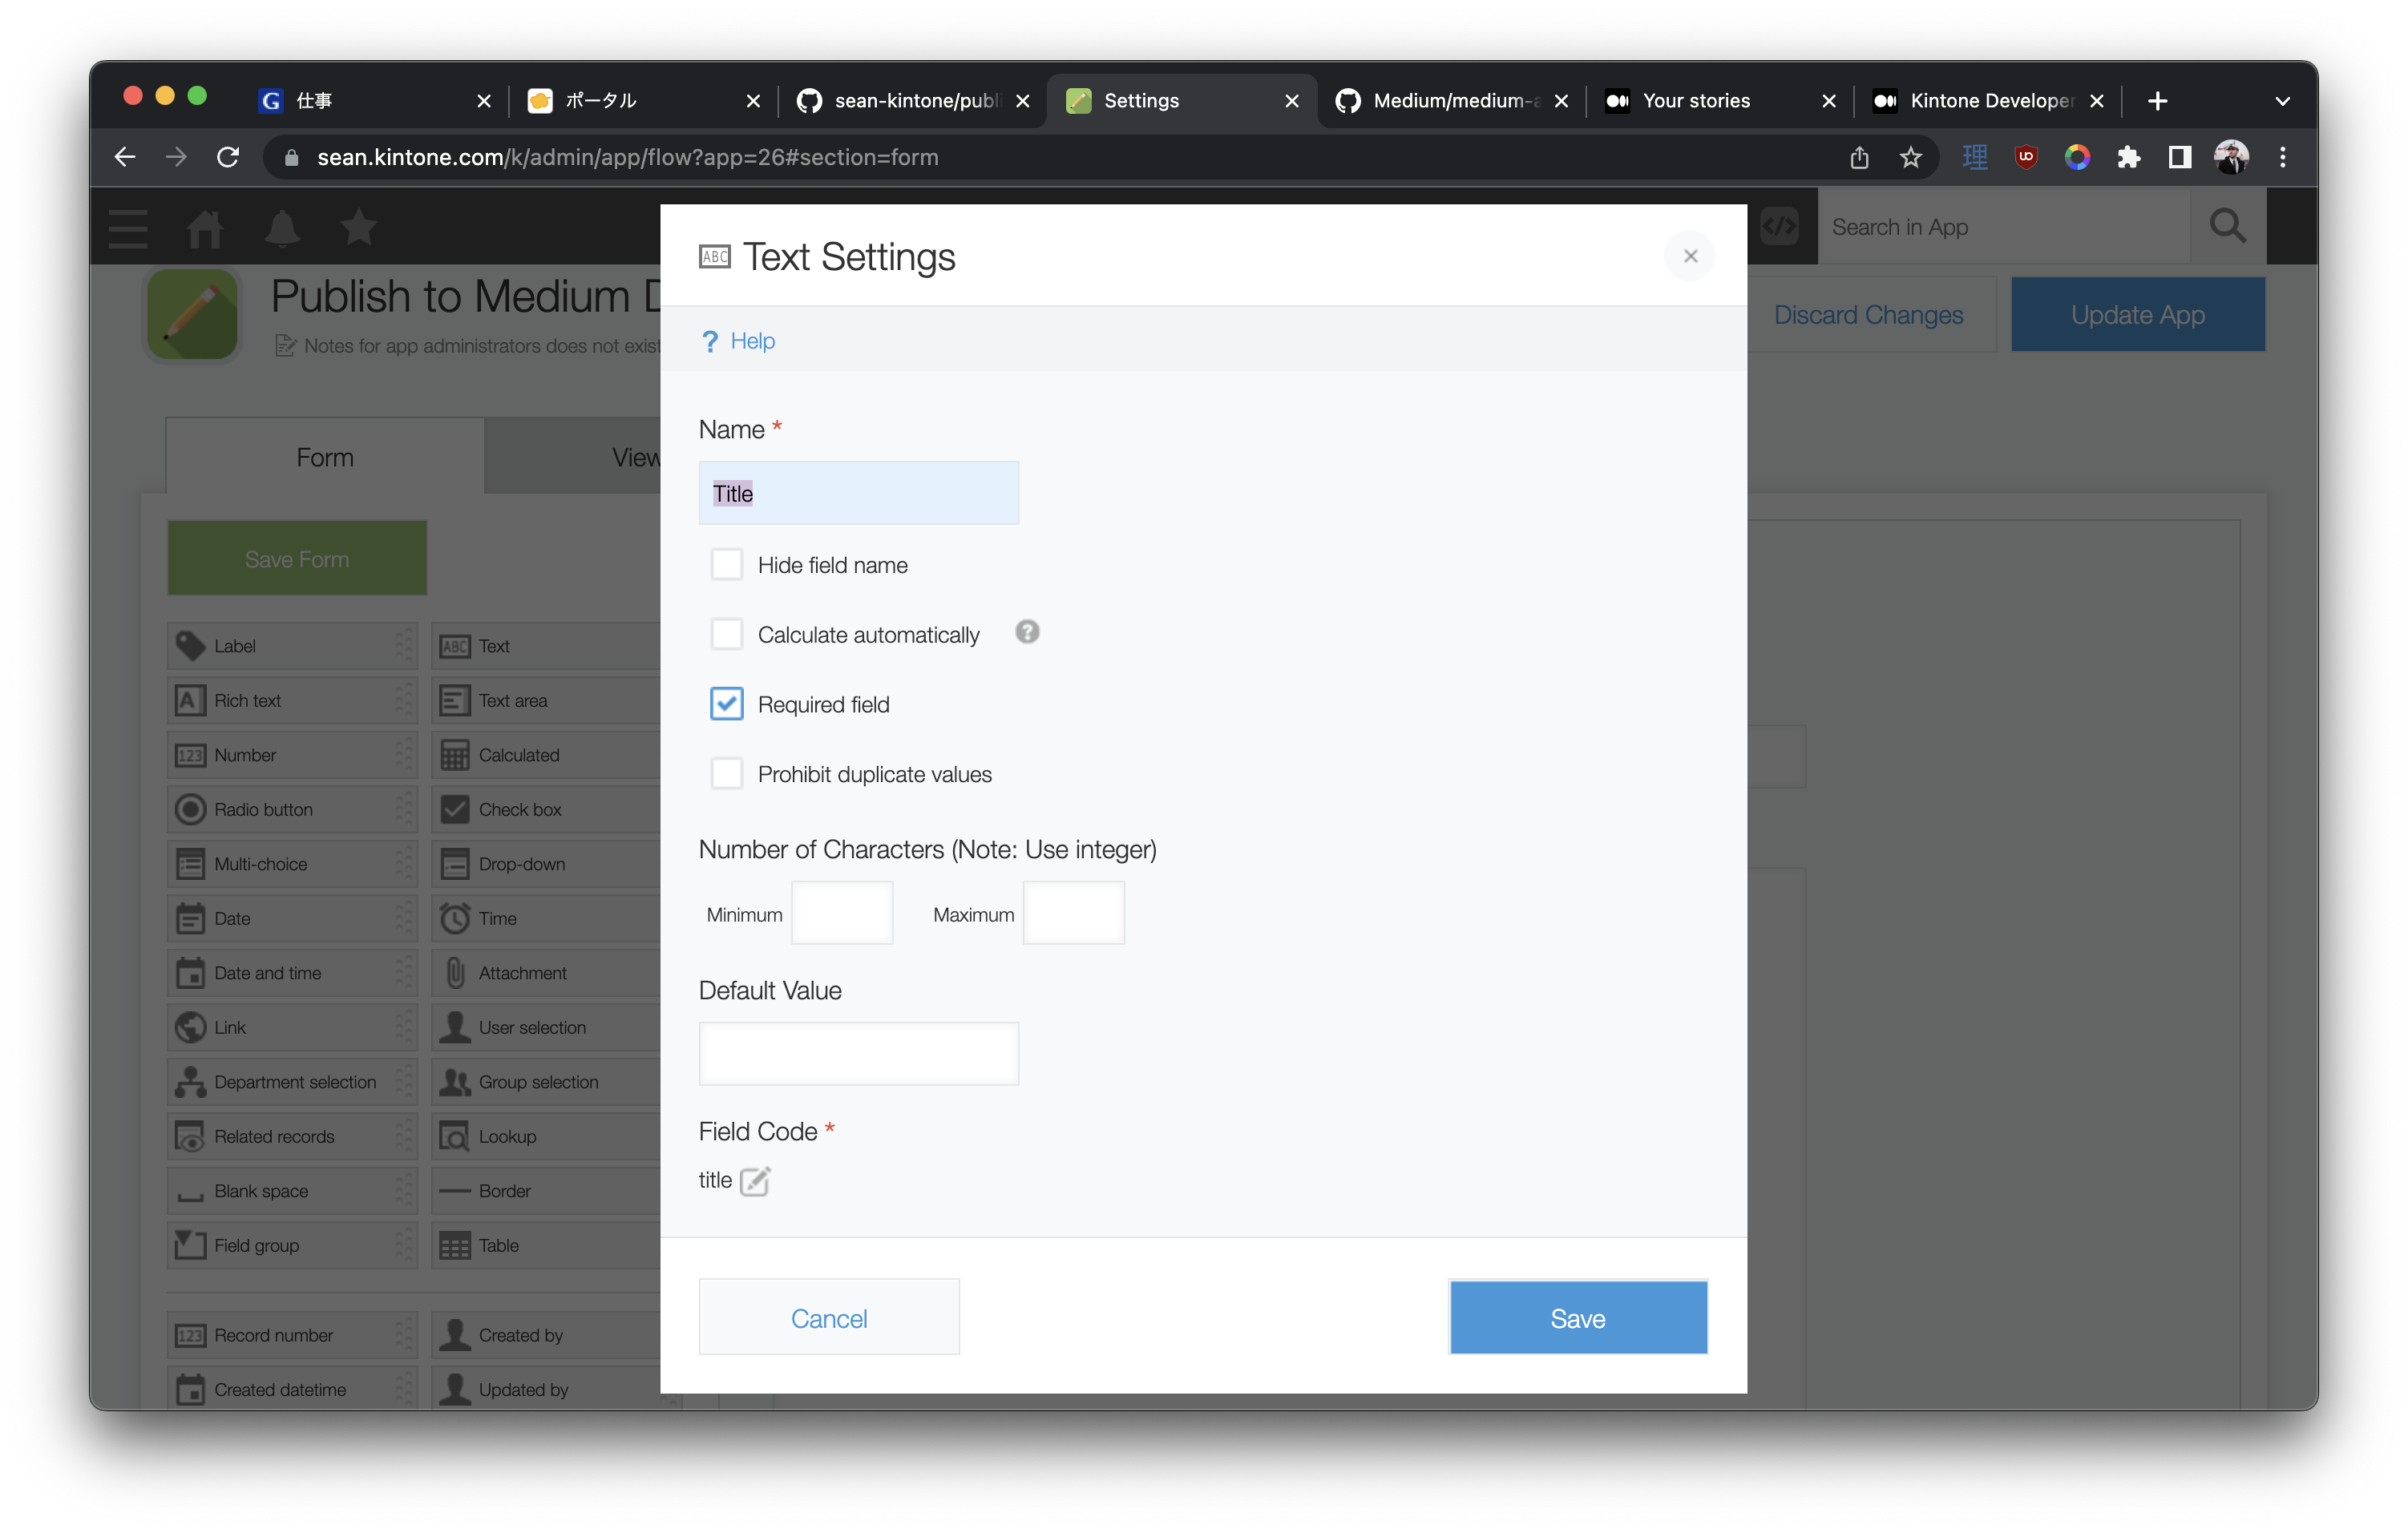 仕事
ポータル
sean-kintone/publi
Settings
Medium/medium-a
Your stories
Kintone Developer
sean.kintone.com/k/admin/app/flow?app=26#section=form
Search in App
Publish to Medium D
Notes for app administrators does not exist
Discard Changes
Update App
Form
View
Save Form
Label
Text
Rich text
Text area
Number
Calculated
Radio button
Check box
Multi-choice
Drop-down
Date
Time
Date and time
Attachment
Link
User selection
Department selection
Group selection
Related records
Lookup
Blank space
Border
Field group
Table
Record number
Created by
Created datetime
Updated by
ABC Text Settings
? Help
Name *
Title
Hide field name
Calculate automatically
Required field
Prohibit duplicate values
Number of Characters (Note: Use integer)
Minimum
Maximum
Default Value
Field Code *
title
Cancel
Save